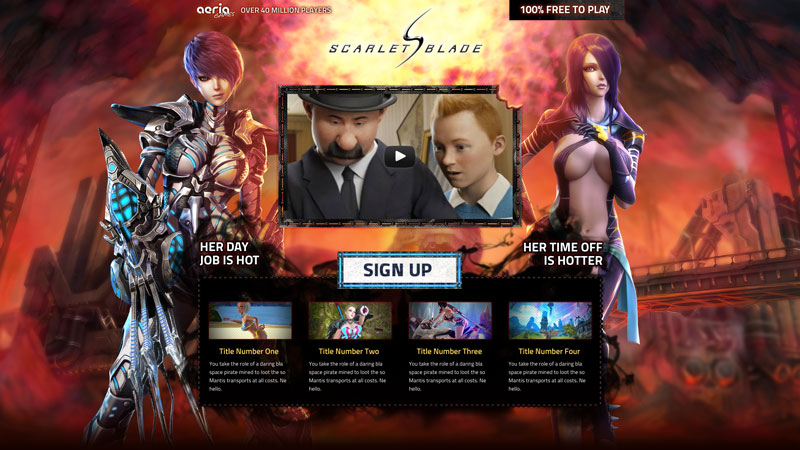 aeria GAMES OVER 40 MILLION PLAYERS
100% FREE TO PLAY
SCARLET BLADE
HER DAY
JOB IS HOT
HER TIME OFF
IS HOTTER
SIGN UP
Title Number One
You take the role of a daring bla
space pirate mined to loot the so
Mantis transports at all costs. Ne
hello.
Title Number Two
You take the role of a daring bla
space pirate mined to loot the so
Mantis transports at all costs. Ne
hello.
Title Number Three
You take the role of a daring bla
space pirate mined to loot the so
Mantis transports at all costs. Ne
hello.
Title Number Four
You take the role of a daring bla
space pirate mined to loot the so
Mantis transports at all costs. Ne
hello.